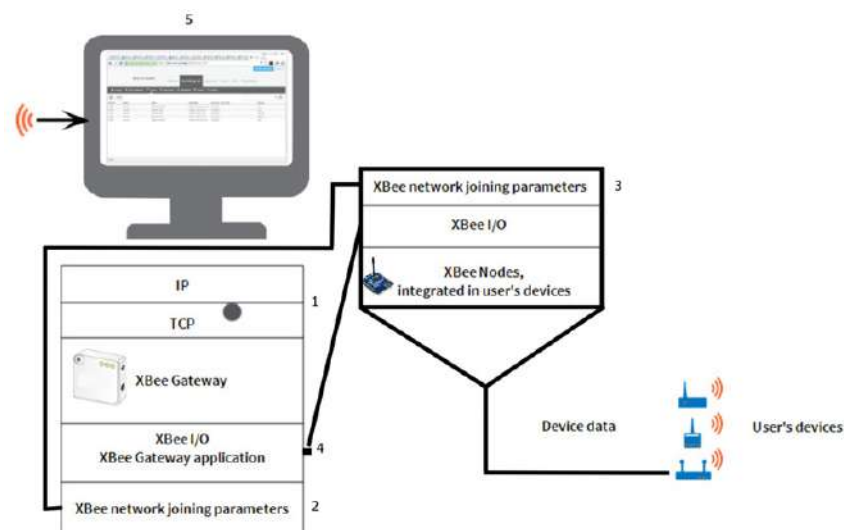 5
XBee network joining parameters
3
XBee I/O
XBee Nodes,
integrated in user's devices
IP
1
TCP
XBee Gateway
XBee I/O
XBee Gateway application
4
XBee network joining parameters
2
Device data
User's devices